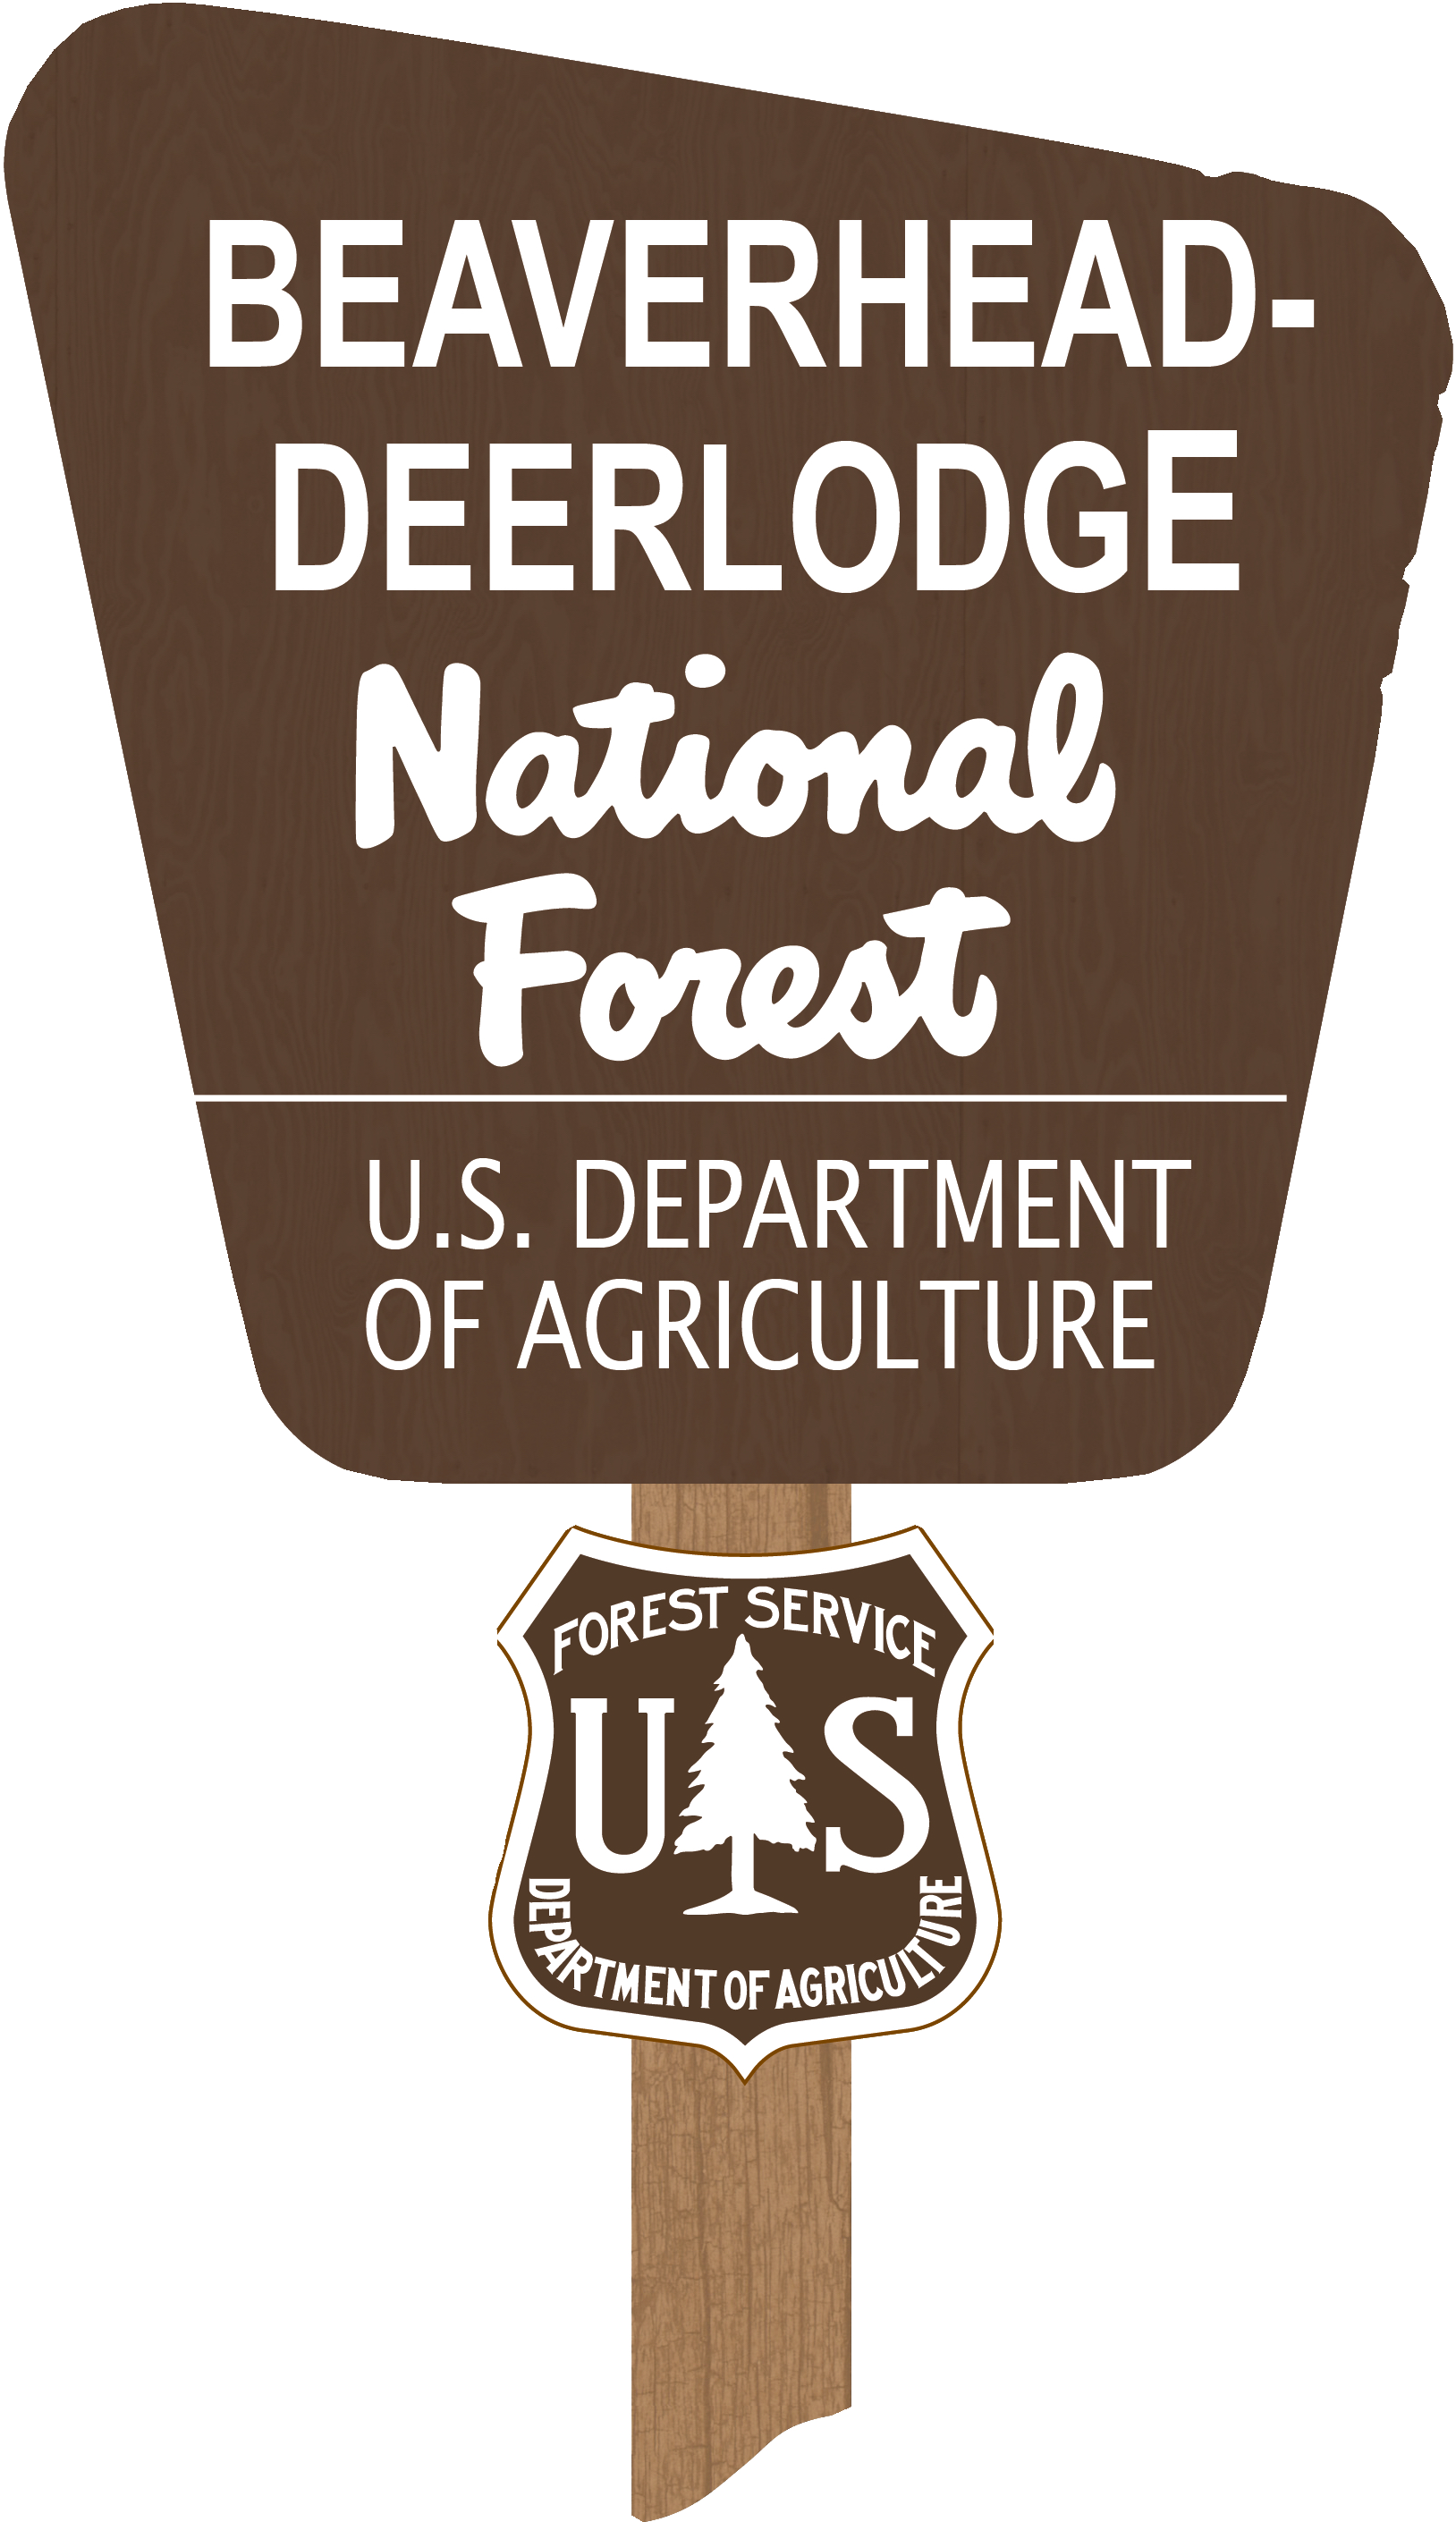 BEAVERHEAD-
DEERLODGE
National
Forest
U.S. DEPARTMENT
OF AGRICULTURE
FOREST SERVICE
U S
DEPARTMENT OF AGRICULTURE